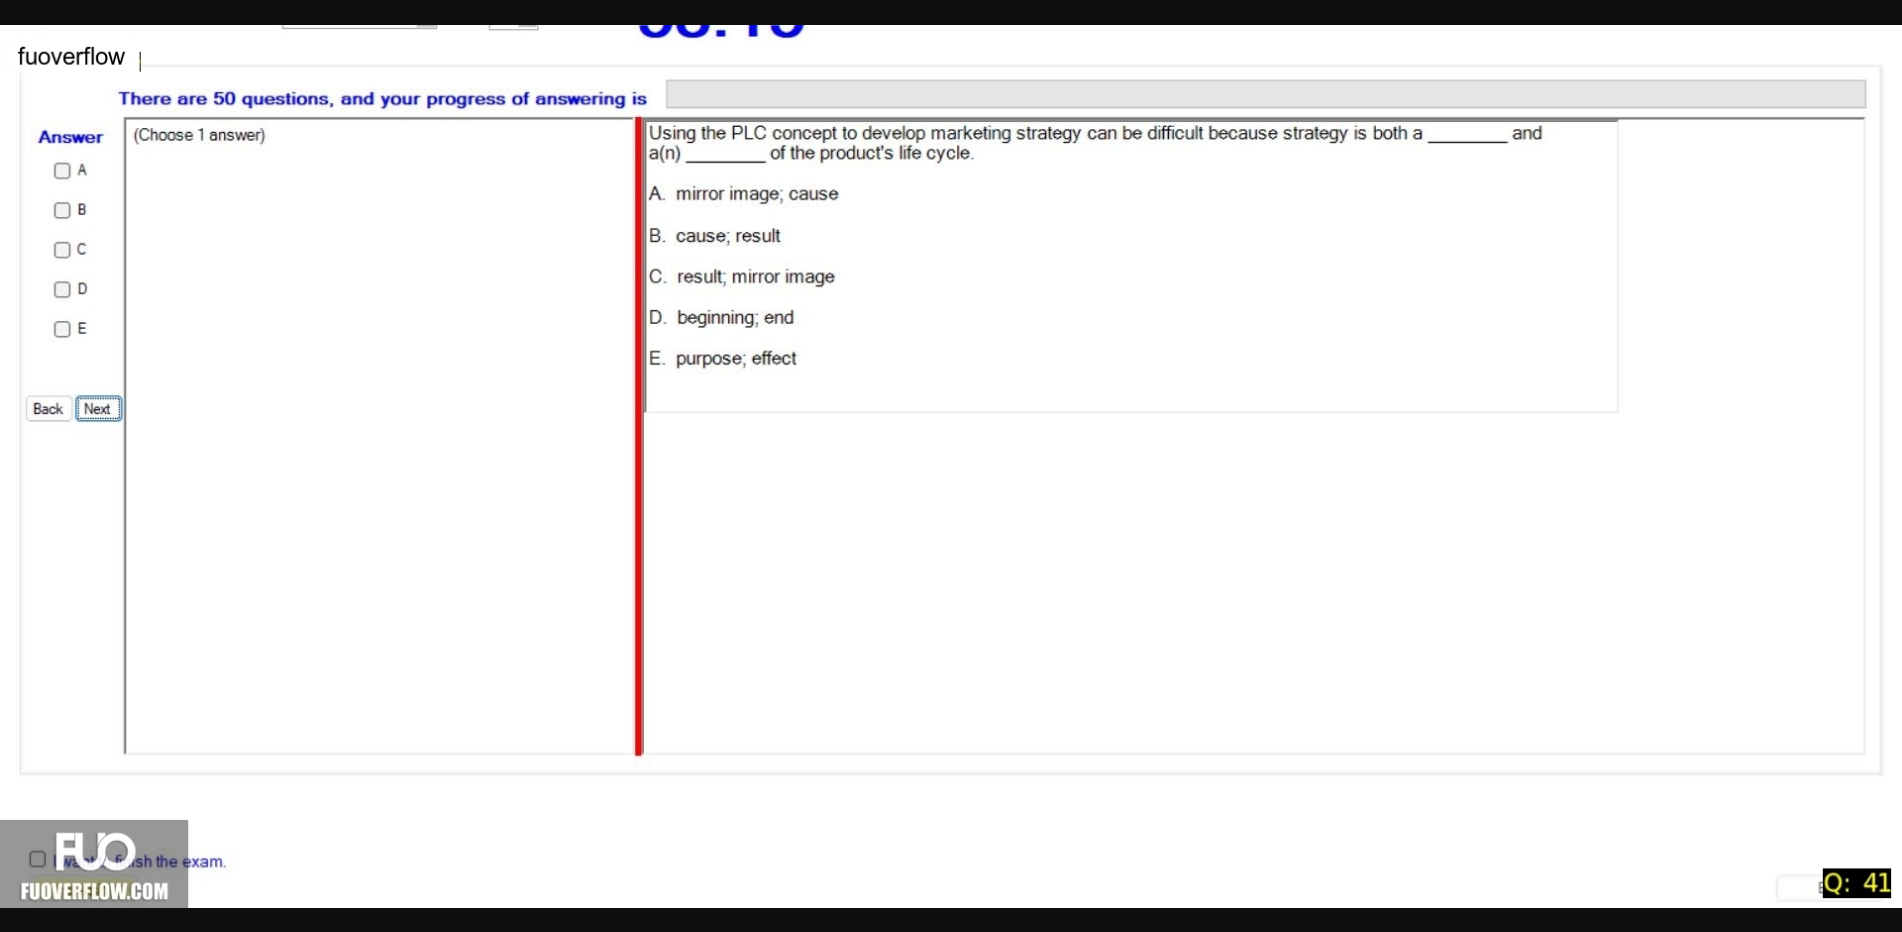 fuoverflow
There are 50 questions, and your progress of answering is
Answer
(Choose 1 answer)
A
B
C
D
E
Back Next
Using the PLC concept to develop marketing strategy can be difficult because strategy is both a ________ and
a(n) ________ of the product's life cycle.
A. mirror image; cause
B. cause; result
C. result; mirror image
D. beginning; end
E. purpose; effect
FUO
the exam.
FUOVERFLOW.COM
Q: 41